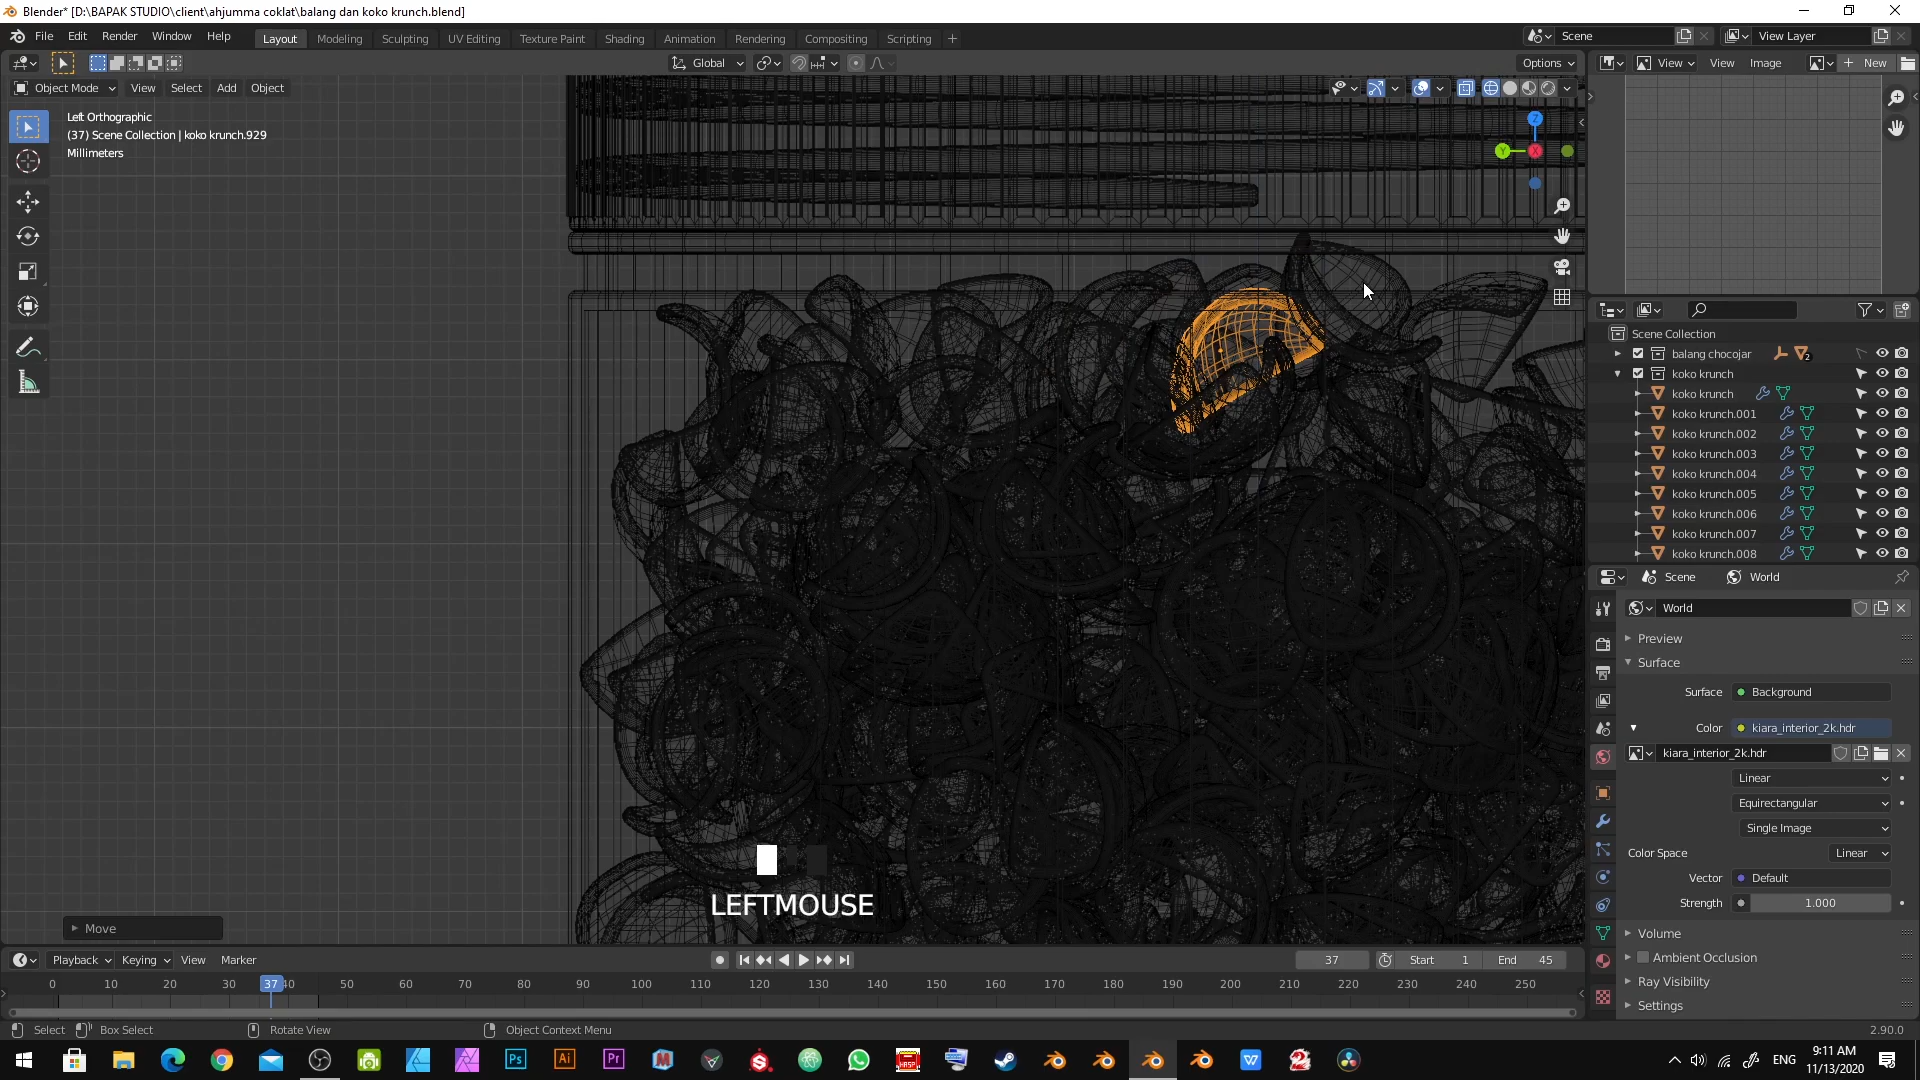 Blender* [D:\BAPAK STUDIO\client\ahjumma coklat\balang dan koko krunch.blend]
File Edit Render Window Help Layout Modeling Sculpting UV Editing Texture Paint Shading Animation Rendering Compositing Scripting + Scene View Layer
Global Options View View Image New
Object Mode View Select Add Object
Left Orthographic
(37) Scene Collection | koko krunch.929
Millimeters
Z
Y
X
Scene Collection
balang chocojar 2
koko krunch
koko krunch
koko krunch.001
koko krunch.002
koko krunch.003
koko krunch.004
koko krunch.005
koko krunch.006
koko krunch.007
koko krunch.008
Scene World
World
Preview
Surface
Surface Background
Color kiara_interior_2k.hdr
kiara_interior_2k.hdr
Linear
Equirectangular
Single Image
Color Space Linear
Vector Default
Strength 1.000
Volume
Ambient Occlusion
Ray Visibility
Settings
LEFTMOUSE
Move
Playback Keying View Marker 37 Start 1 End 45
0 10 20 30 37 40 50 60 70 80 90 100 110 120 130 140 150 160 170 180 190 200 210 220 230 240 250
Select Box Select Rotate View Object Context Menu 2.90.0
Ps Ai Pr HASP W ENG 9:11 AM
11/13/2020